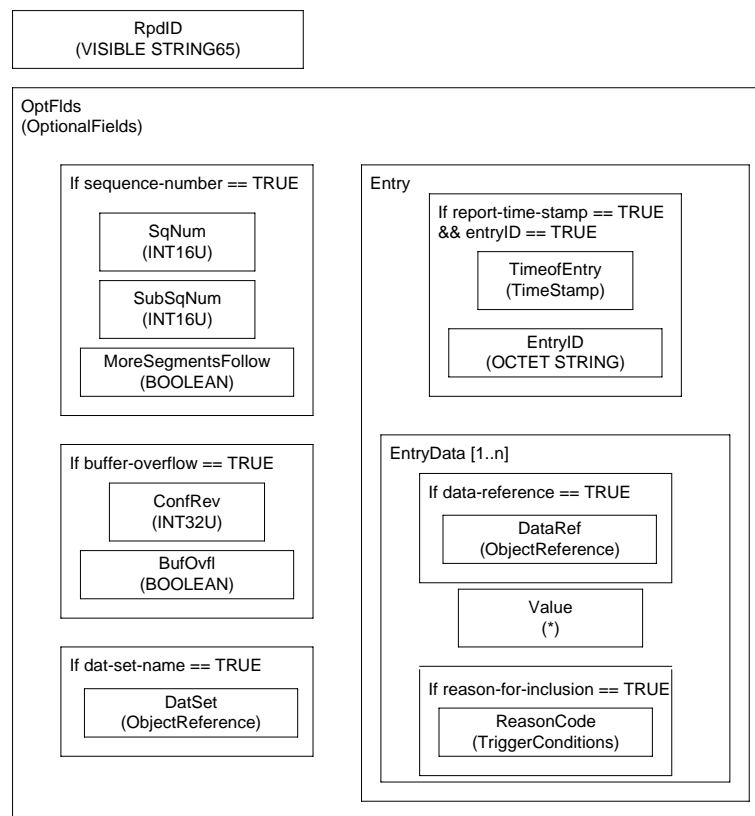 RpdID
(VISIBLE STRING65)
OptFlds
(OptionalFields)
If sequence-number == TRUE
SqNum
(INT16U)
SubSqNum
(INT16U)
MoreSegmentsFollow
(BOOLEAN)
If buffer-overflow == TRUE
ConfRev
(INT32U)
BufOvfl
(BOOLEAN)
If dat-set-name == TRUE
DatSet
(ObjectReference)
Entry
If report-time-stamp == TRUE
&& entryID == TRUE
TimeofEntry
(TimeStamp)
EntryID
(OCTET STRING)
EntryData [1..n]
If data-reference == TRUE
DataRef
(ObjectReference)
Value
(*)
If reason-for-inclusion == TRUE
ReasonCode
(TriggerConditions)